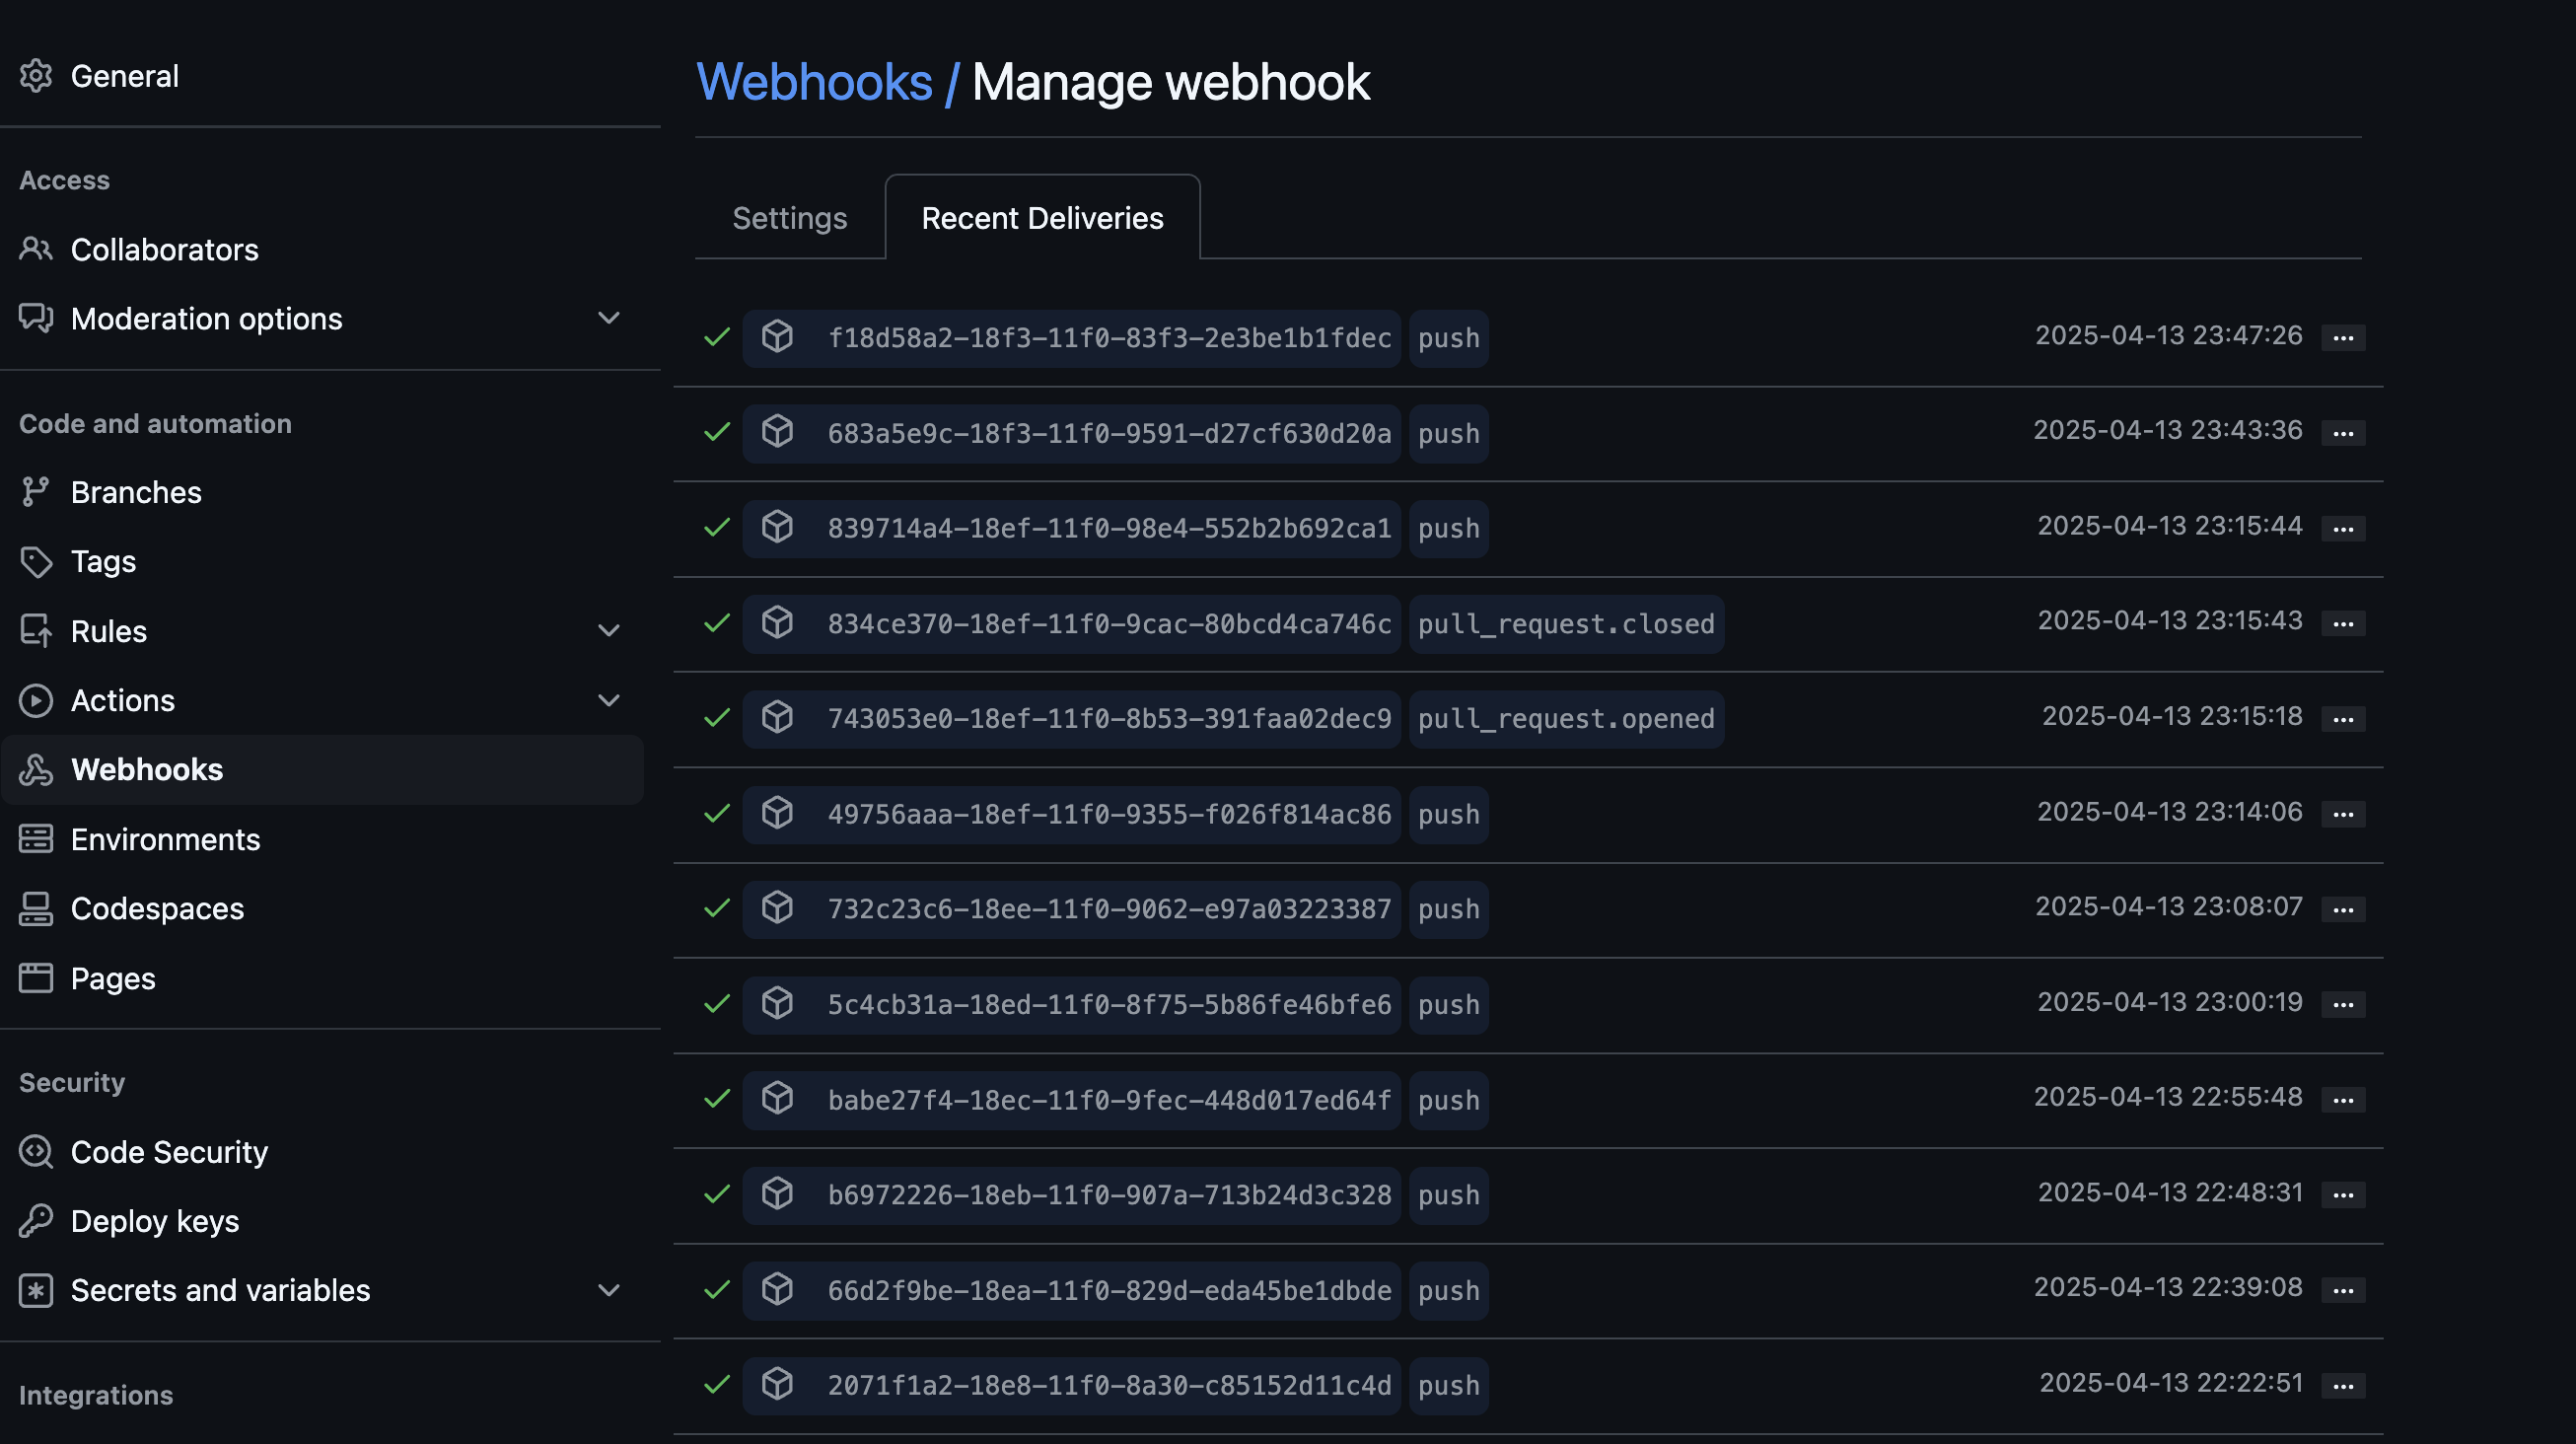 General
Access
Collaborators
Moderation options
Code and automation
Branches
Tags
Rules
Actions
Webhooks
Environments
Codespaces
Pages
Security
Code Security
Deploy keys
Secrets and variables
Integrations
Webhooks / Manage webhook
Settings Recent Deliveries
f18d58a2-18f3-11f0-83f3-2e3be1b1fdec push 2025-04-13 23:47:26 ...
683a5e9c-18f3-11f0-9591-d27cf630d20a push 2025-04-13 23:43:36 ...
839714a4-18ef-11f0-98e4-552b2b692ca1 push 2025-04-13 23:15:44 ...
834ce370-18ef-11f0-9cac-80bcd4ca746c pull_request.closed 2025-04-13 23:15:43 ...
743053e0-18ef-11f0-8b53-391faa02dec9 pull_request.opened 2025-04-13 23:15:18 ...
49756aaa-18ef-11f0-9355-f026f814ac86 push 2025-04-13 23:14:06 ...
732c23c6-18ee-11f0-9062-e97a03223387 push 2025-04-13 23:08:07 ...
5c4cb31a-18ed-11f0-8f75-5b86fe46bfe6 push 2025-04-13 23:00:19 ...
babe27f4-18ec-11f0-9fec-448d017ed64f push 2025-04-13 22:55:48 ...
b6972226-18eb-11f0-907a-713b24d3c328 push 2025-04-13 22:48:31 ...
66d2f9be-18ea-11f0-829d-eda45be1dbde push 2025-04-13 22:39:08 ...
2071f1a2-18e8-11f0-8a30-c85152d11c4d push 2025-04-13 22:22:51 ...